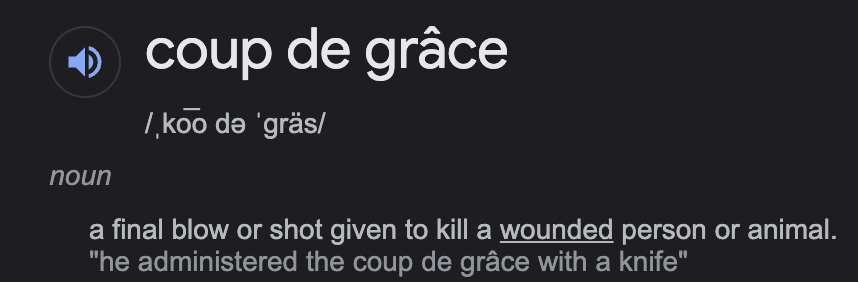 coup de grâce
/ˌko͞o də ˈɡräs/
noun
a final blow or shot given to kill a wounded person or animal.
"he administered the coup de grâce with a knife"